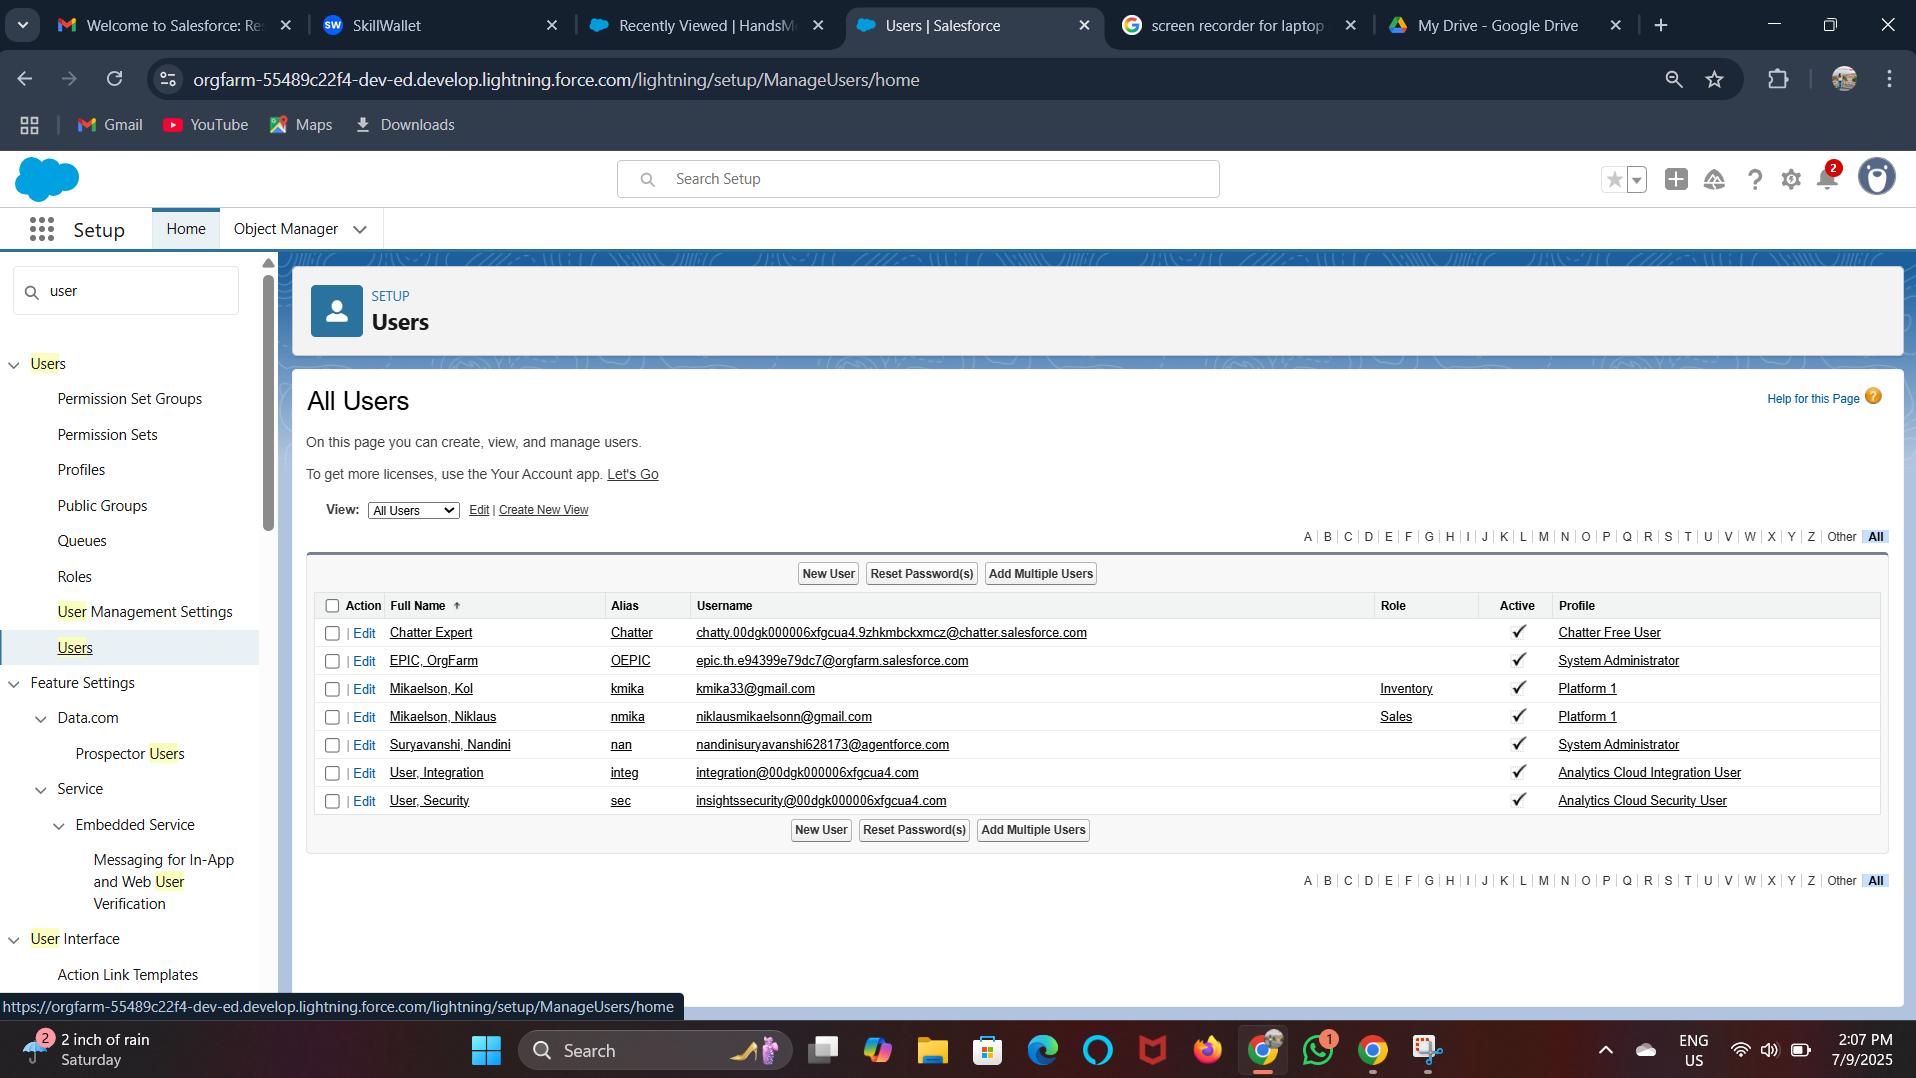 Welcome to Salesforce: Re
SkillWallet
Recently Viewed | HandsM
Users | Salesforce
screen recorder for laptop
My Drive - Google Drive
orgfarm-55489c22f4-dev-ed.develop.lightning.force.com/lightning/setup/ManageUsers/home
Gmail
YouTube
Maps
Downloads
Search Setup
2
Setup
Home
Object Manager
user
Users
Permission Set Groups
Permission Sets
Profiles
Public Groups
Queues
Roles
User Management Settings
Users
Feature Settings
Data.com
Prospector Users
Service
Embedded Service
Messaging for In-App
and Web User
Verification
User Interface
Action Link Templates
SETUP
Users
All Users
Help for this Page ?
On this page you can create, view, and manage users.
To get more licenses, use the Your Account app. Let's Go
View: All Users Edit | Create New View
A | B | C | D | E | F | G | H | I | J | K | L | M | N | O | P | Q | R | S | T | U | V | W | X | Y | Z | Other All
New User Reset Password(s) Add Multiple Users
Action Full Name ↑ Alias Username Role Active Profile
| Edit Chatter Expert Chatter chatty.00dgk000006xfgcua4.9zhkmbckxmcz@chatter.salesforce.com ✓ Chatter Free User
| Edit EPIC, OrgFarm OEPIC epic.th.e94399e79dc7@orgfarm.salesforce.com ✓ System Administrator
| Edit Mikaelson, Kol kmika kmika33@gmail.com Inventory ✓ Platform 1
| Edit Mikaelson, Niklaus nmika niklausmikaelsonn@gmail.com Sales ✓ Platform 1
| Edit Suryavanshi, Nandini nan nandinisuryavanshi628173@agentforce.com ✓ System Administrator
| Edit User, Integration integ integration@00dgk000006xfgcua4.com ✓ Analytics Cloud Integration User
| Edit User, Security sec insightssecurity@00dgk000006xfgcua4.com ✓ Analytics Cloud Security User
New User Reset Password(s) Add Multiple Users
A | B | C | D | E | F | G | H | I | J | K | L | M | N | O | P | Q | R | S | T | U | V | W | X | Y | Z | Other All
https://orgfarm-55489c22f4-dev-ed.develop.lightning.force.com/lightning/setup/ManageUsers/home
2
2 inch of rain
Saturday
Search
1
ENG
US
2:07 PM
7/9/2025